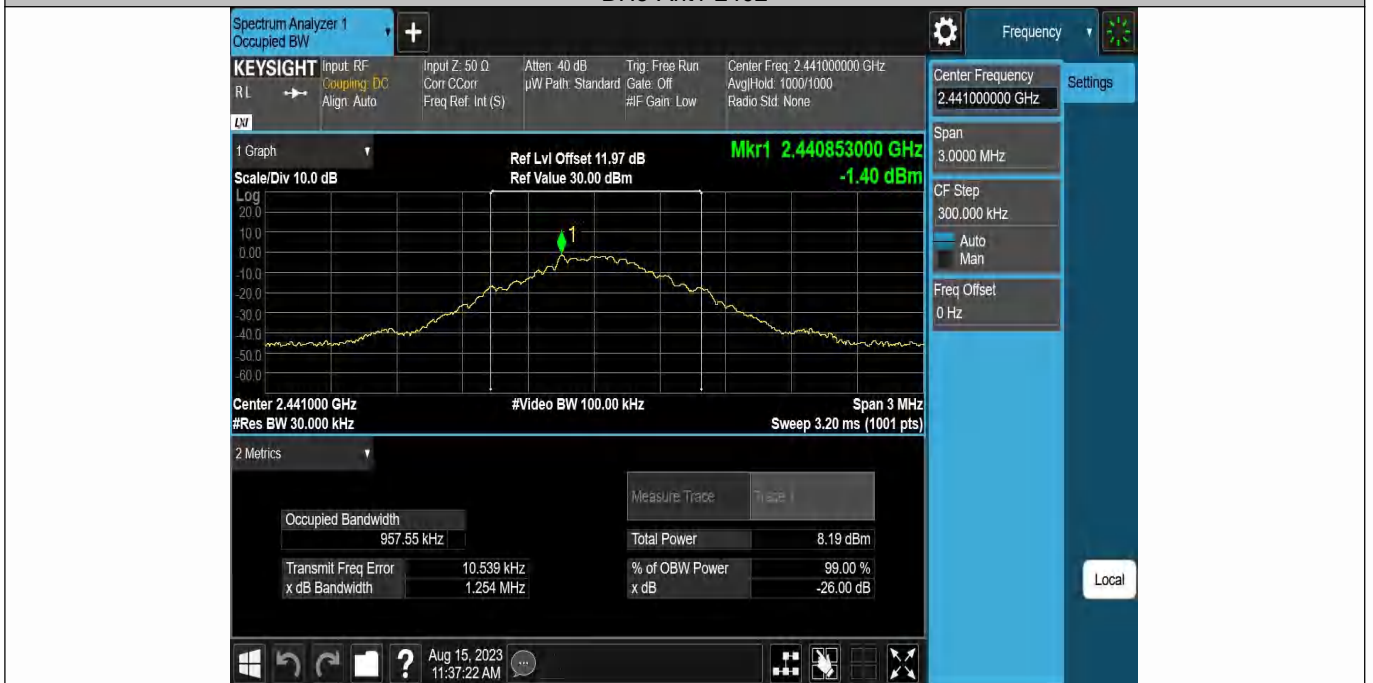 Spectrum Analyzer 1
Occupied BW
+
Frequency
KEYSIGHT
RL
LXI
Input: RF
Coupling: DC
Align: Auto
Input Z: 50 Ω
Corr CCorr
Freq Ref: Int (S)
Atten: 40 dB
µW Path: Standard
Trig: Free Run
Gate: Off
#IF Gain: Low
Center Freq: 2.441000000 GHz
Avg|Hold: 1000/1000
Radio Std: None
Center Frequency
2.441000000 GHz
Settings
Span
3.0000 MHz
CF Step
300.000 kHz
Auto
Man
Freq Offset
0 Hz
Local
1 Graph
Scale/Div 10.0 dB
Ref Lvl Offset 11.97 dB
Ref Value 30.00 dBm
Mkr1 2.440853000 GHz
-1.40 dBm
Log
20.0
10.0
0.00
-10.0
-20.0
-30.0
-40.0
-50.0
-60.0
1
Center 2.441000 GHz
#Video BW 100.00 kHz
Span 3 MHz
#Res BW 30.000 kHz
Sweep 3.20 ms (1001 pts)
2 Metrics
Measure Trace
Trace 1
Occupied Bandwidth
957.55 kHz
Total Power 8.19 dBm
Transmit Freq Error 10.539 kHz
% of OBW Power 99.00 %
x dB Bandwidth 1.254 MHz
x dB -26.00 dB
?
Aug 15, 2023
11:37:22 AM